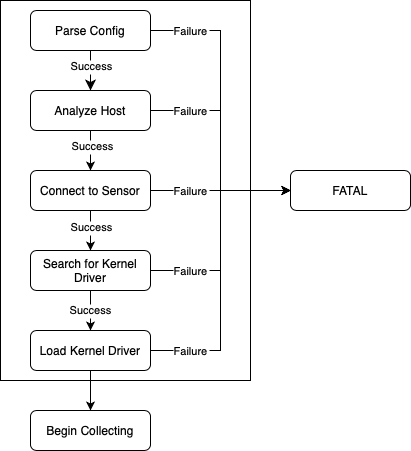 Parse Config
Failure
Success
Analyze Host
Failure
Success
Connect to Sensor
Failure
FATAL
Success
Search for Kernel
Driver
Failure
Success
Load Kernel Driver
Failure
Begin Collecting